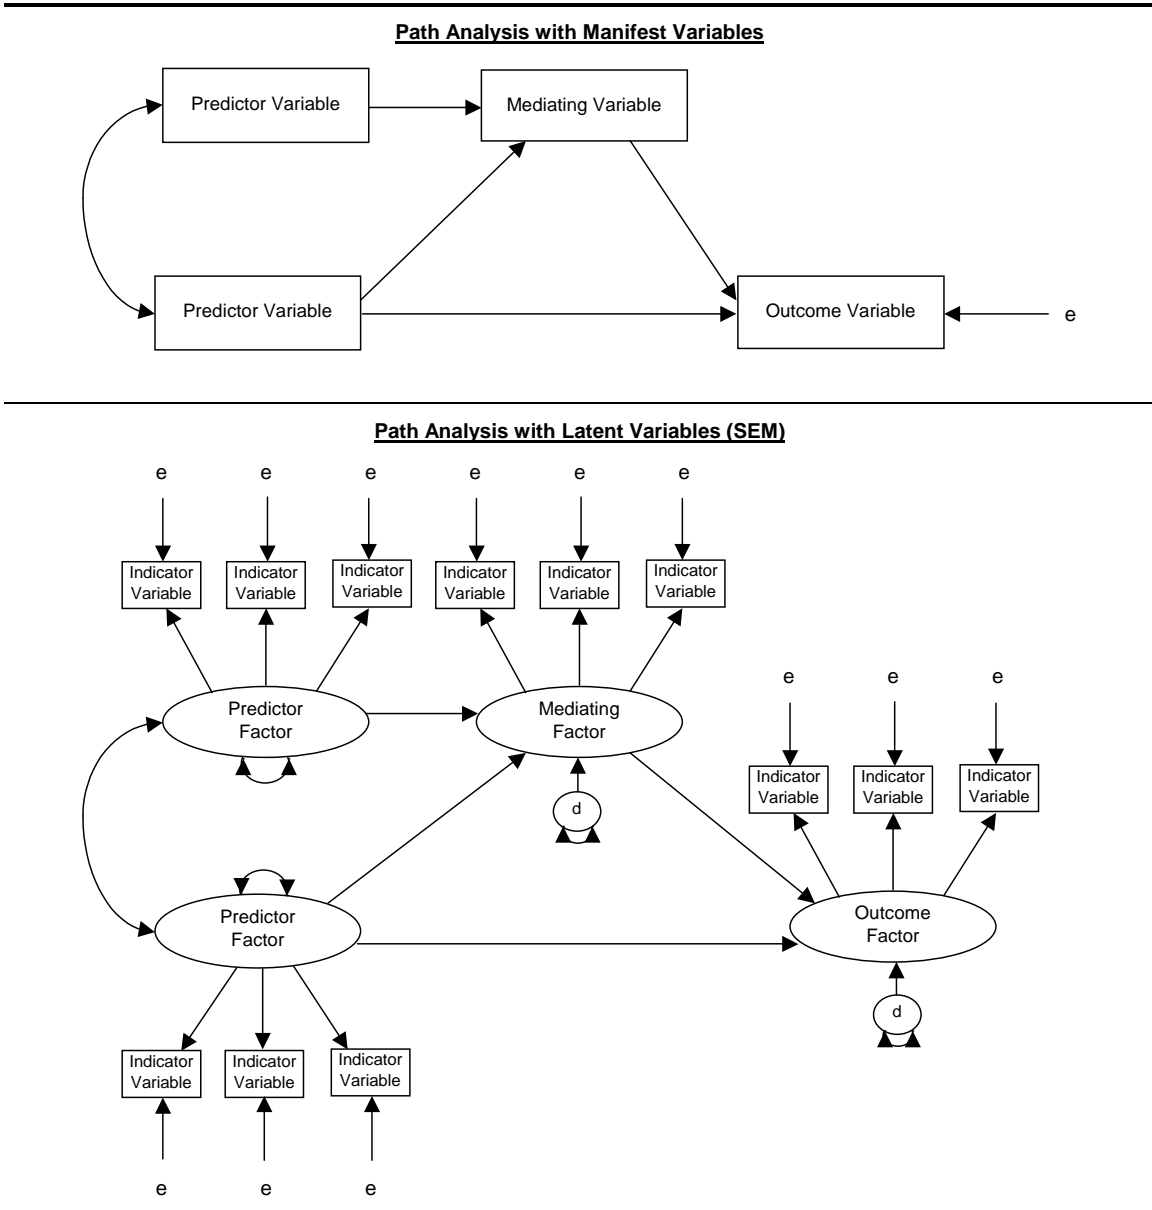 Path Analysis with Manifest Variables
Predictor Variable
Mediating Variable
Predictor Variable
Outcome Variable
e
Path Analysis with Latent Variables (SEM)
e e e e e e
Indicator
Variable
Indicator
Variable
Indicator
Variable
Indicator
Variable
Indicator
Variable
Indicator
Variable
Predictor
Factor
Mediating
Factor
e e e
Indicator
Variable
Indicator
Variable
Indicator
Variable
d
Predictor
Factor
Outcome
Factor
d
Indicator
Variable
Indicator
Variable
Indicator
Variable
e e e